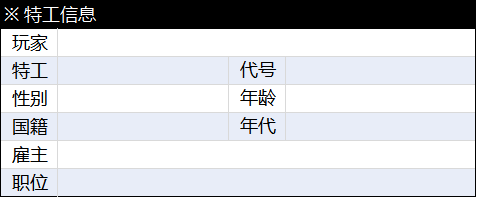 ※ 特工信息
玩家
特工 代号
性别 年龄
国籍 年代
雇主
职位